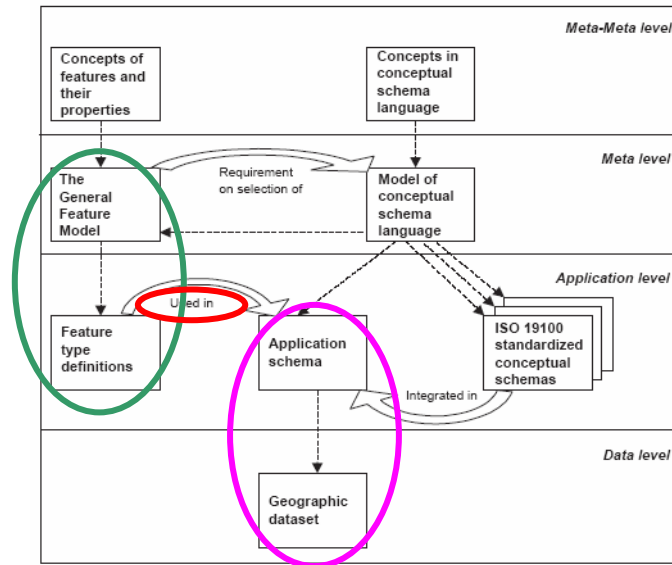 Meta-Meta level
Concepts of
features and
their
properties
Concepts in
conceptual
schema
language
Meta level
The
General
Feature
Model
Requirement
on selection of
Model of
conceptual
schema
language
Application level
Used in
Feature
type
definitions
Application
schema
ISO 19100
standardized
conceptual
schemas
Integrated in
Data level
Geographic
dataset